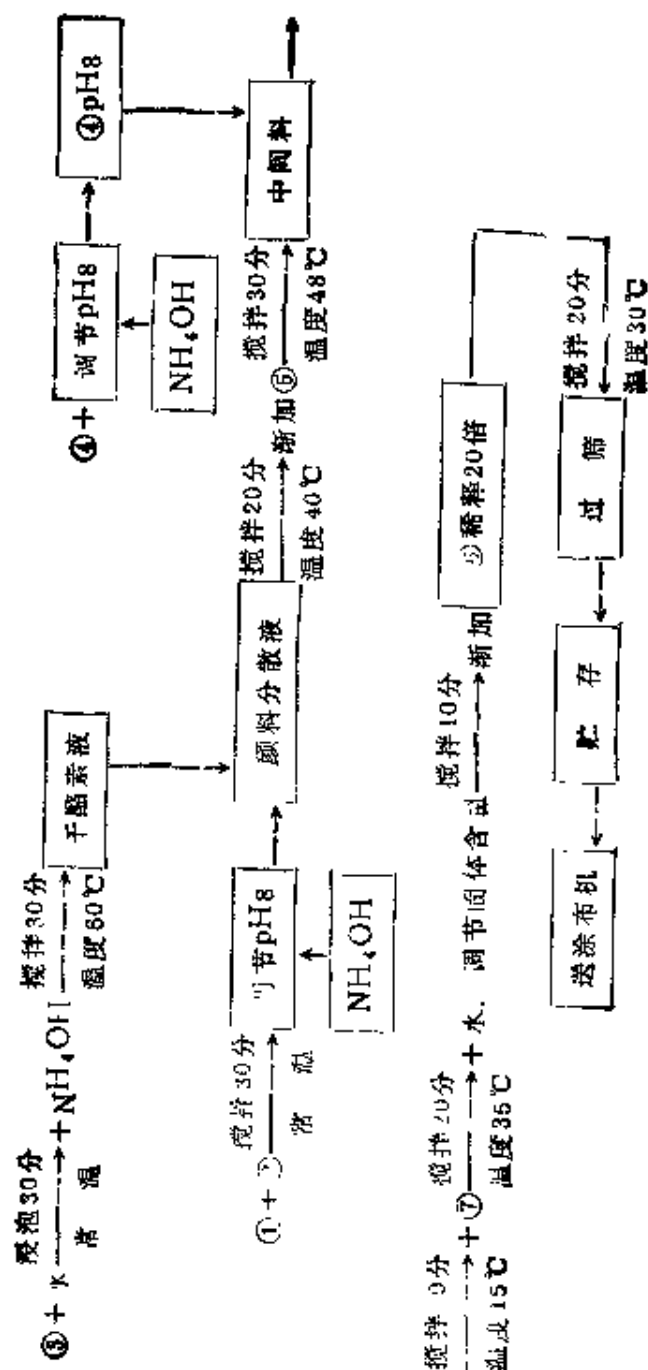 ④+
调节pH8
④pH8
NH₄OH
③+
浸泡30分
常温
+NH₄OH
搅拌30分
温度60℃
干酪素液
①+
搅拌30分
常温
节pH8
NH₄OH
颜料分散液
搅拌20分
温度40℃
渐加⑥
搅拌30分
温度48℃
中间料
搅拌
温度15℃
+⑦
搅拌20分
温度35℃
+水,调节固体含量
搅拌10分
渐加
稀释20倍
搅拌20分
温度30℃
过筛
贮存
送涂布机